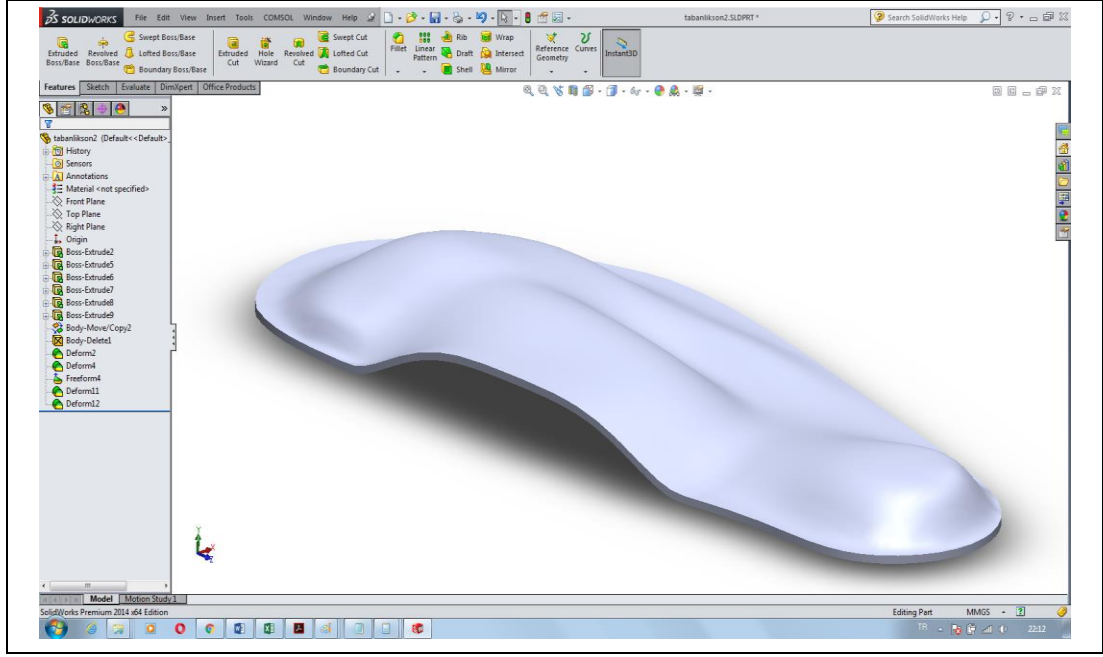 SOLIDWORKS File Edit View Insert Tools COMSOL Window Help tabanlikson2.SLDPRT * Search SolidWorks Help
Extruded Boss/Base Revolved Boss/Base Swept Boss/Base Lofted Boss/Base Boundary Boss/Base Extruded Cut Hole Wizard Revolved Cut Swept Cut Lofted Cut Boundary Cut Fillet Linear Pattern Rib Draft Shell Wrap Intersect Mirror Reference Geometry Curves Instant3D
Features Sketch Evaluate DimXpert Office Products
tabanlikson2 (Default<<Default>_
History
Sensors
Annotations
Material <not specified>
Front Plane
Top Plane
Right Plane
Origin
Boss-Extrude2
Boss-Extrude5
Boss-Extrude6
Boss-Extrude7
Boss-Extrude8
Boss-Extrude9
Body-Move/Copy2
Body-Delete1
Deform2
Deform4
Freeform4
Deform11
Deform12
Y
X
Z
Model Motion Study 1
SolidWorks Premium 2014 x64 Edition Editing Part MMGS
TR 22:12